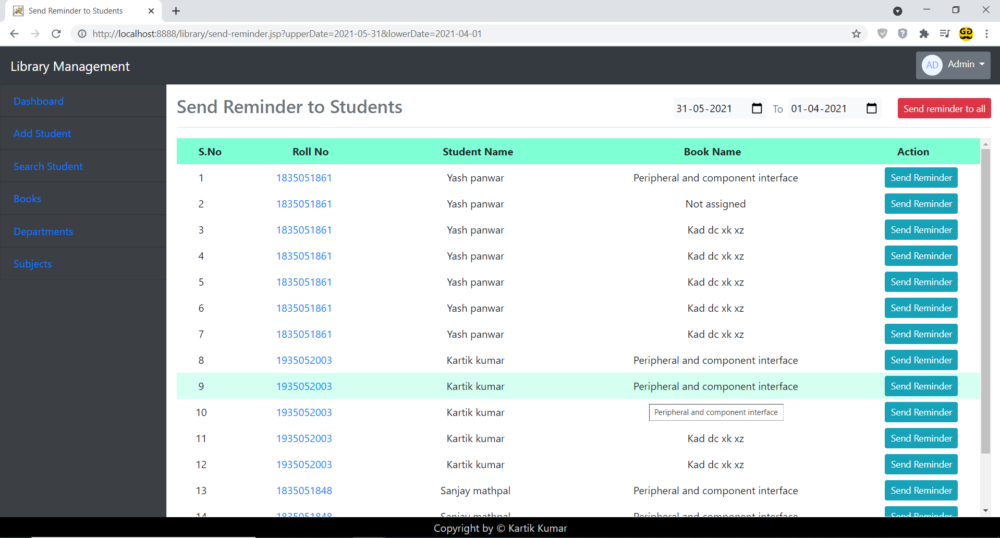 Send Reminder to Students
http://localhost:8888/library/send-reminder.jsp?upperDate=2021-05-31&lowerDate=2021-04-01
Library Management
AD Admin
Dashboard
Add Student
Search Student
Books
Departments
Subjects
Send Reminder to Students 31-05-2021 To 01-04-2021 Send reminder to all
S.No Roll No Student Name Book Name Action
1 1835051861 Yash panwar Peripheral and component interface Send Reminder
2 1835051861 Yash panwar Not assigned Send Reminder
3 1835051861 Yash panwar Kad dc xk xz Send Reminder
4 1835051861 Yash panwar Kad dc xk xz Send Reminder
5 1835051861 Yash panwar Kad dc xk xz Send Reminder
6 1835051861 Yash panwar Kad dc xk xz Send Reminder
7 1835051861 Yash panwar Kad dc xk xz Send Reminder
8 1935052003 Kartik kumar Peripheral and component interface Send Reminder
9 1935052003 Kartik kumar Peripheral and component interface Send Reminder
10 1935052003 Kartik kumar Peripheral and component interface Send Reminder
11 1935052003 Kartik kumar Kad dc xk xz Send Reminder
12 1935052003 Kartik kumar Kad dc xk xz Send Reminder
13 1835051848 Sanjay mathpal Peripheral and component interface Send Reminder
14 1835051848 Sanjay mathpal Peripheral and component interface Send Reminder
Copyright by © Kartik Kumar